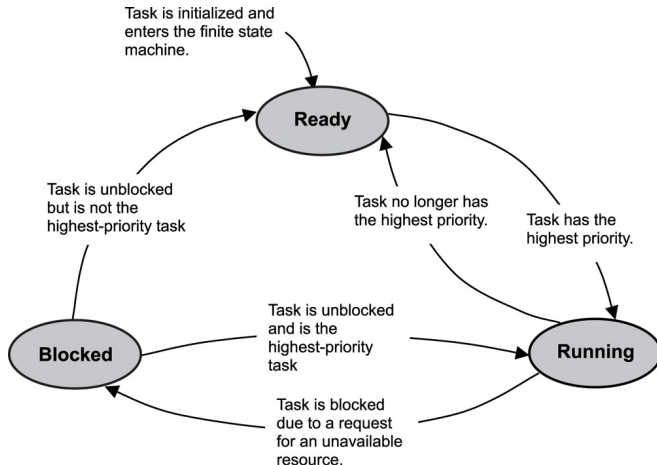 Task is initialized and
enters the finite state
machine.
Ready
Task is unblocked
but is not the
highest-priority task
Task no longer has
the highest priority.
Task has the
highest priority.
Task is unblocked
and is the
highest-priority
task
Blocked
Running
Task is blocked
due to a request
for an unavailable
resource.